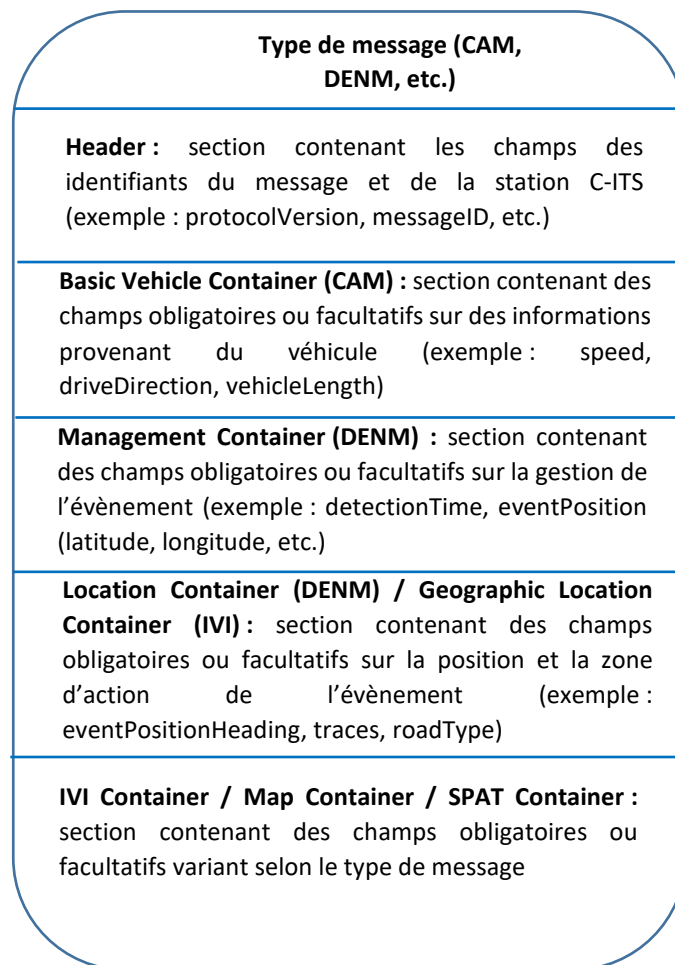 Type de message (CAM,
DENM, etc.)
Header : section contenant les champs des
identifiants du message et de la station C-ITS
(exemple : protocolVersion, messageID, etc.)
Basic Vehicle Container (CAM) : section contenant des
champs obligatoires ou facultatifs sur des informations
provenant du véhicule (exemple : speed,
driveDirection, vehicleLength)
Management Container (DENM) : section contenant
des champs obligatoires ou facultatifs sur la gestion de
l'évènement (exemple : detectionTime, eventPosition
(latitude, longitude, etc.)
Location Container (DENM) / Geographic Location
Container (IVI) : section contenant des champs
obligatoires ou facultatifs sur la position et la zone
d'action de l'évènement (exemple :
eventPositionHeading, traces, roadType)
IVI Container / Map Container / SPAT Container :
section contenant des champs obligatoires ou
facultatifs variant selon le type de message